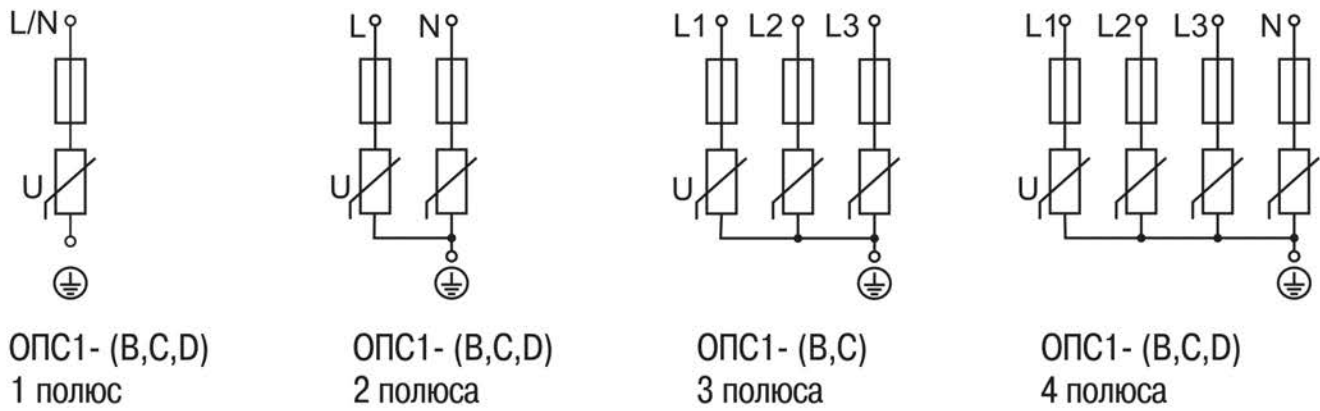 L/N
U
ОПС1- (B,C,D)
1 полюс
L N
U
ОПС1- (B,C,D)
2 полюса
L1 L2 L3
U
ОПС1- (B,C)
3 полюса
L1 L2 L3 N
U
ОПС1- (B,C,D)
4 полюса